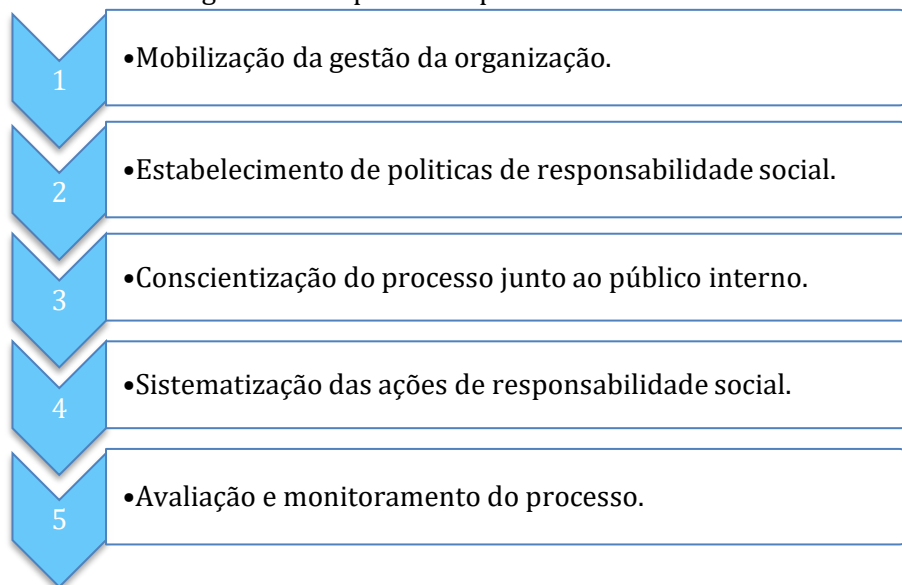 1
•Mobilização da gestão da organização.
2
•Estabelecimento de politicas de responsabilidade social.
3
•Conscientização do processo junto ao público interno.
4
•Sistematização das ações de responsabilidade social.
5
•Avaliação e monitoramento do processo.